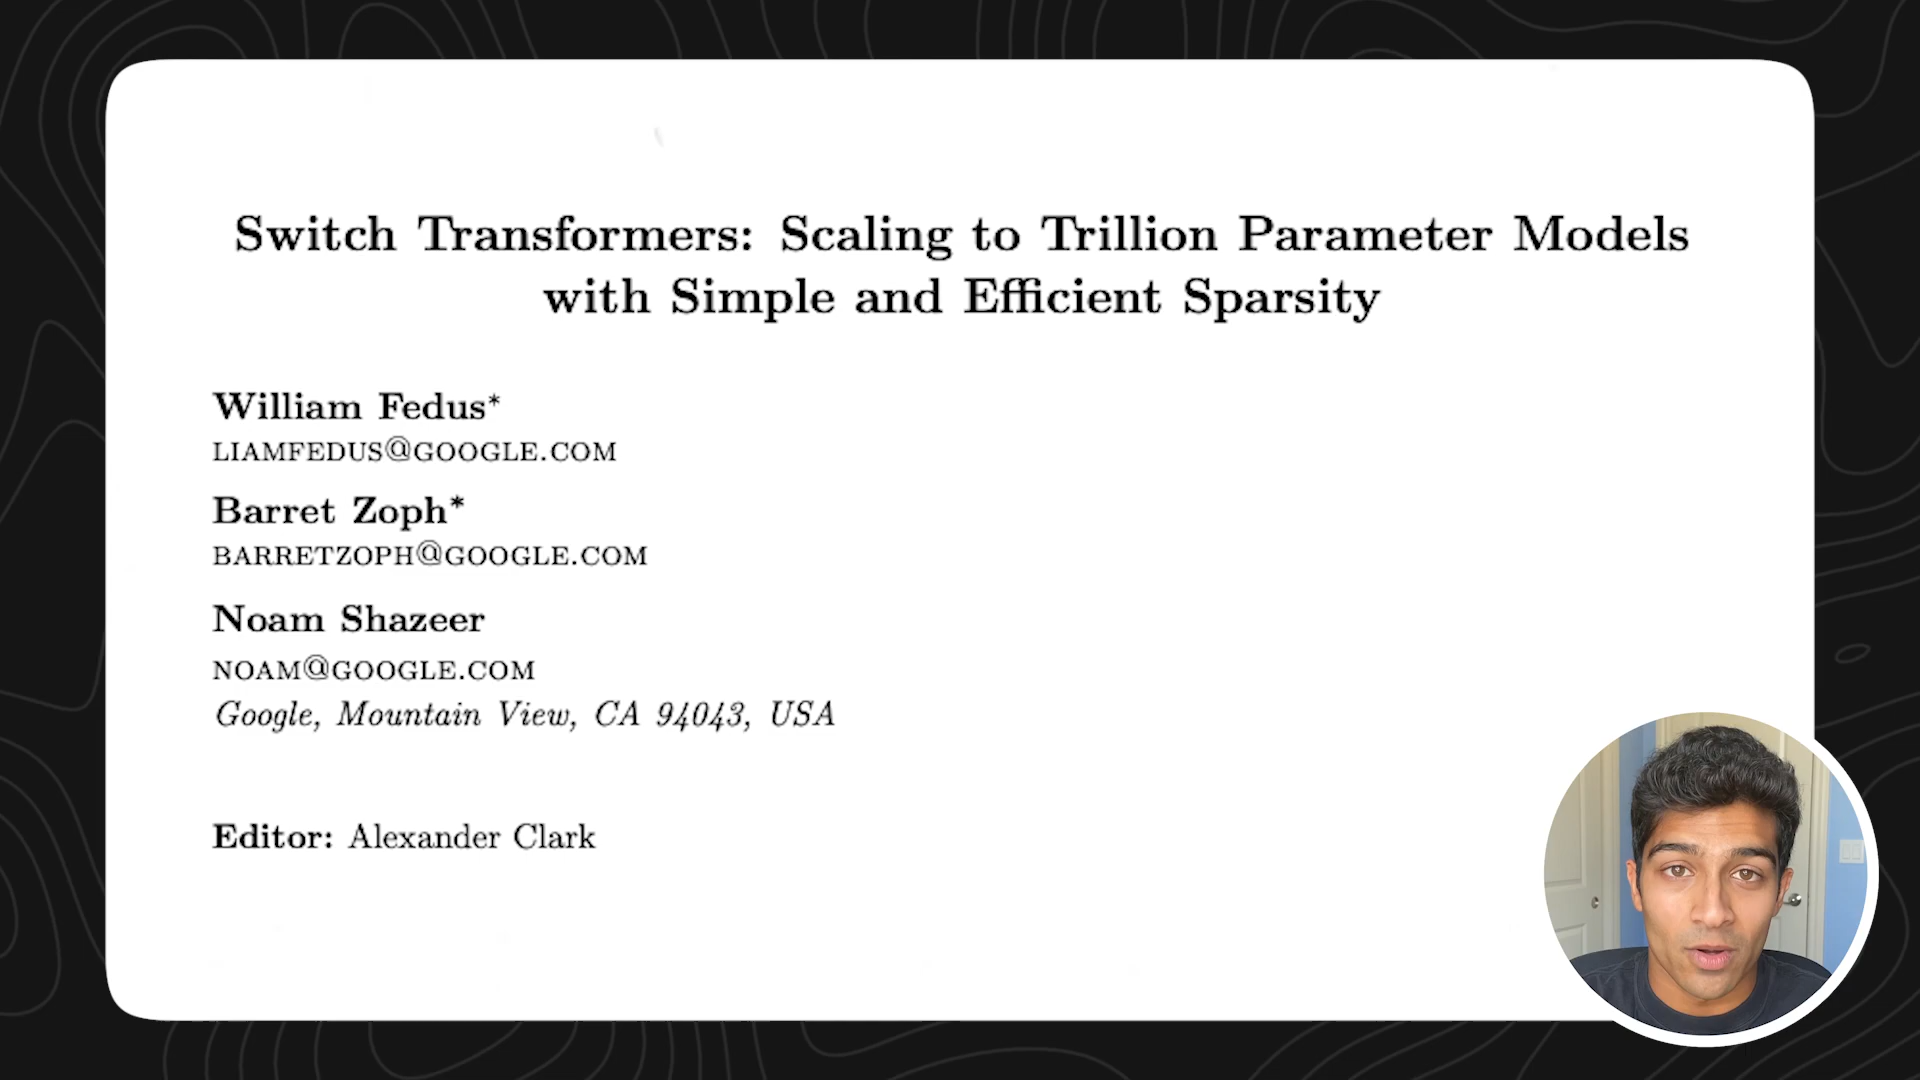 Switch Transformers: Scaling to Trillion Parameter Models
with Simple and Efficient Sparsity
William Fedus*
LIAMFEDUS@GOOGLE.COM
Barret Zoph*
BARRETZOPH@GOOGLE.COM
Noam Shazeer
NOAM@GOOGLE.COM
Google, Mountain View, CA 94043, USA
Editor: Alexander Clark